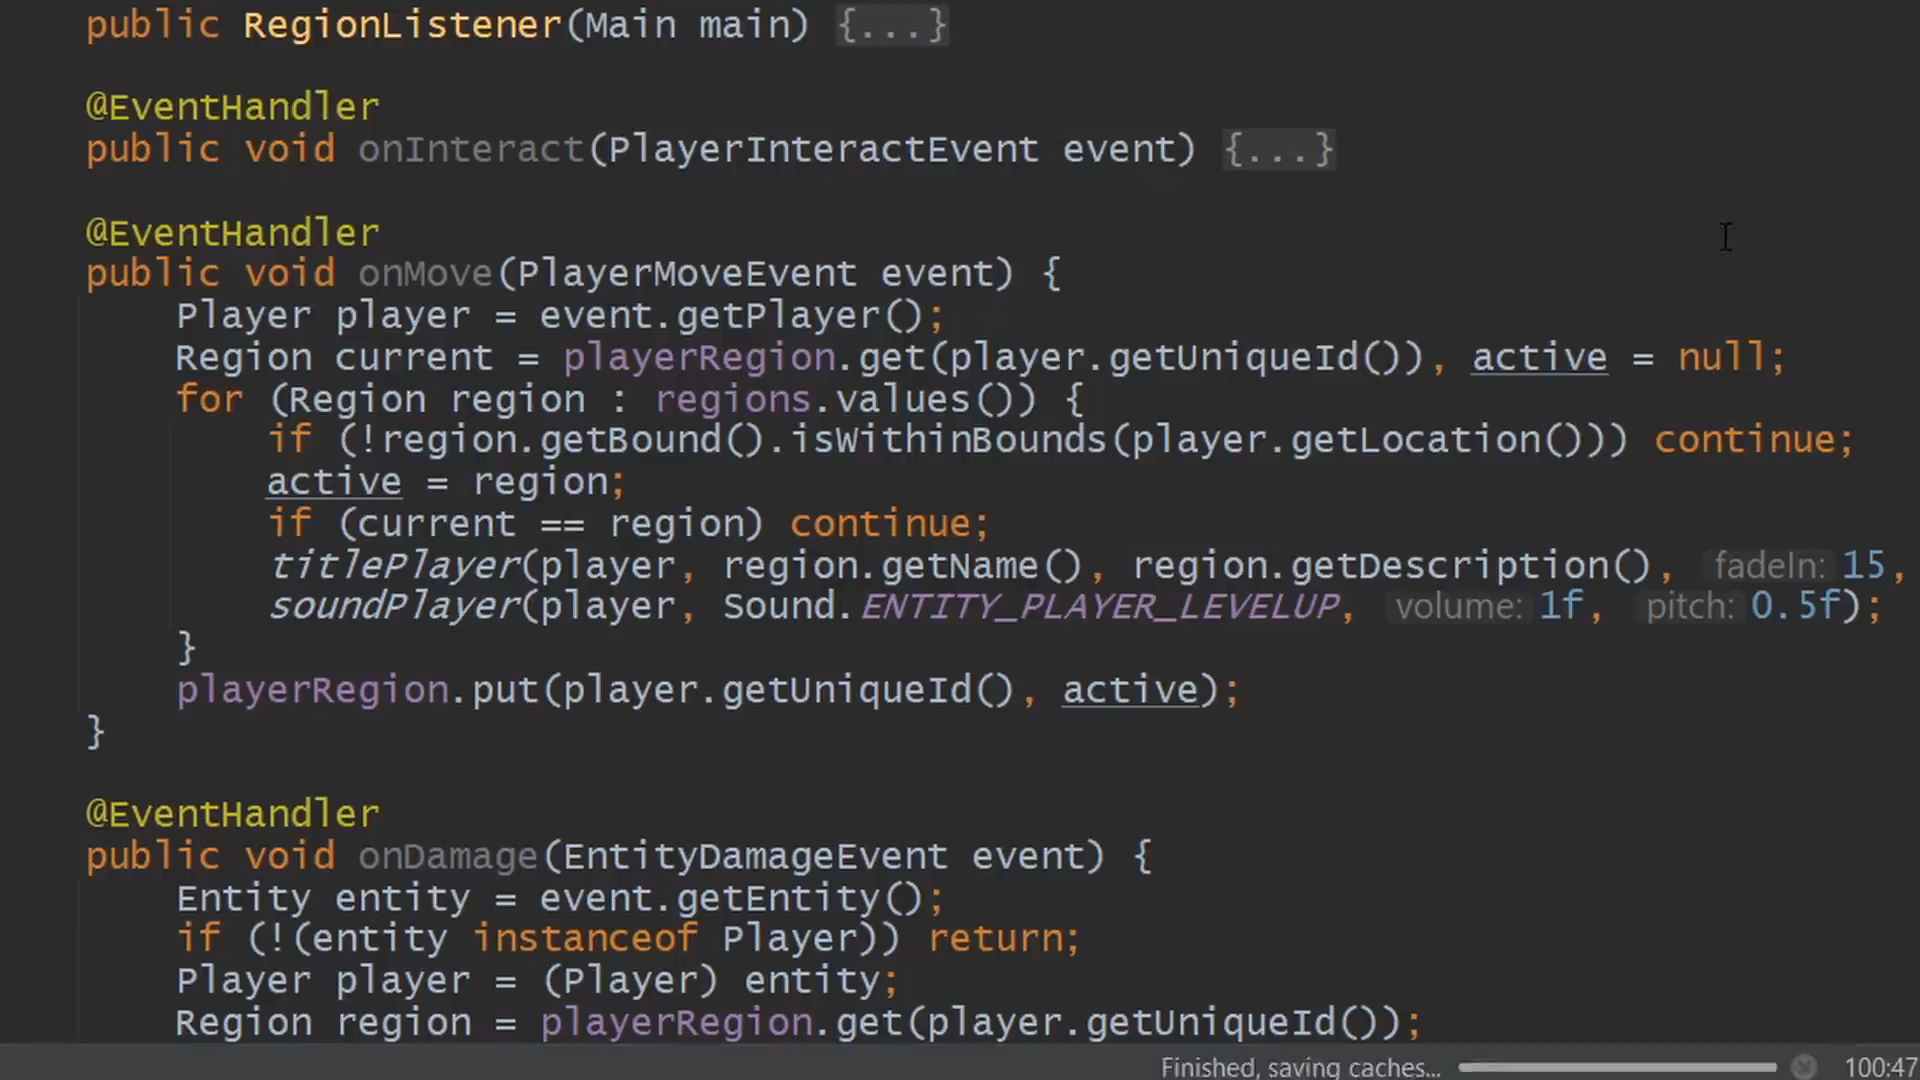 public RegionListener(Main main) {...}
@EventHandler
public void onInteract(PlayerInteractEvent event) {...}
@EventHandler
public void onMove(PlayerMoveEvent event) {
Player player = event.getPlayer();
Region current = playerRegion.get(player.getUniqueId()), active = null;
for (Region region : regions.values()) {
if (!region.getBound().isWithinBounds(player.getLocation())) continue;
active = region;
if (current == region) continue;
titlePlayer(player, region.getName(), region.getDescription(), fadeIn: 15,
soundPlayer(player, Sound.ENTITY_PLAYER_LEVELUP, volume: 1f, pitch: 0.5f);
}
playerRegion.put(player.getUniqueId(), active);
}
@EventHandler
public void onDamage(EntityDamageEvent event) {
Entity entity = event.getEntity();
if (!(entity instanceof Player)) return;
Player player = (Player) entity;
Region region = playerRegion.get(player.getUniqueId());
Finished, saving caches... 100:47